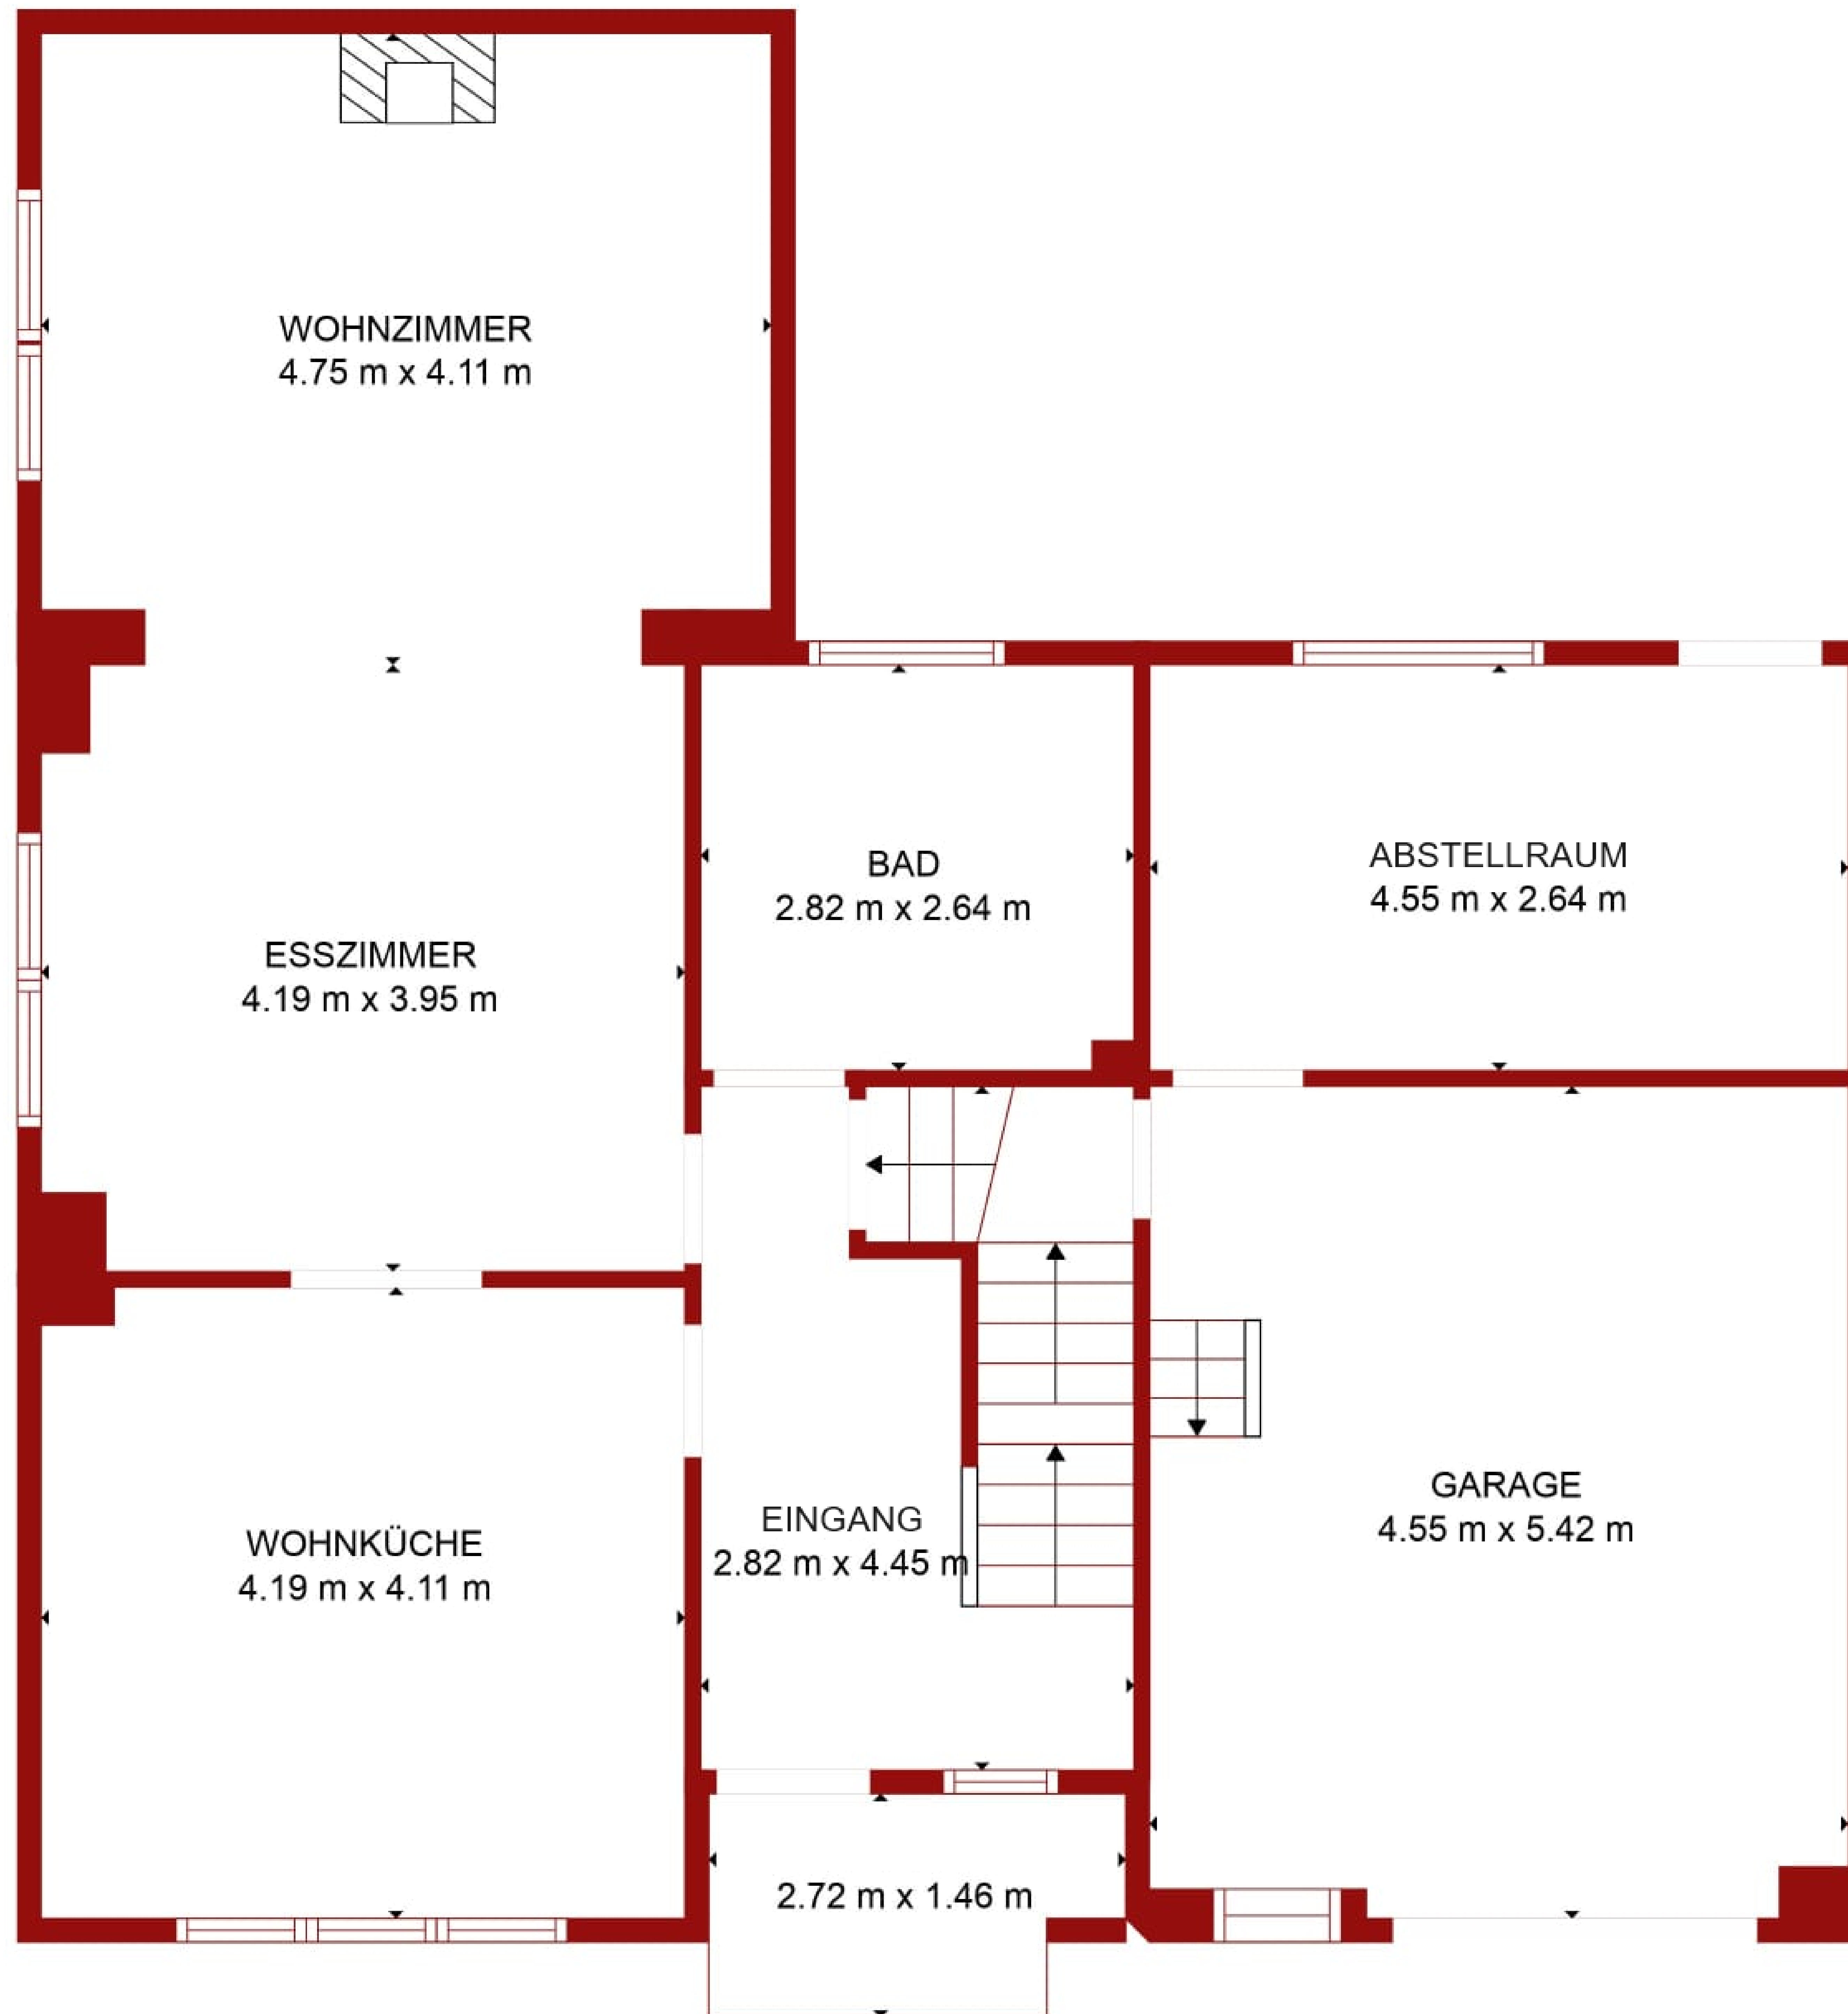 WOHNZIMMER
4.75 m x 4.11 m
BAD
2.82 m x 2.64 m
ABSTELLRAUM
4.55 m x 2.64 m
ESSZIMMER
4.19 m x 3.95 m
GARAGE
4.55 m x 5.42 m
EINGANG
2.82 m x 4.45 m
WOHNKÜCHE
4.19 m x 4.11 m
2.72 m x 1.46 m